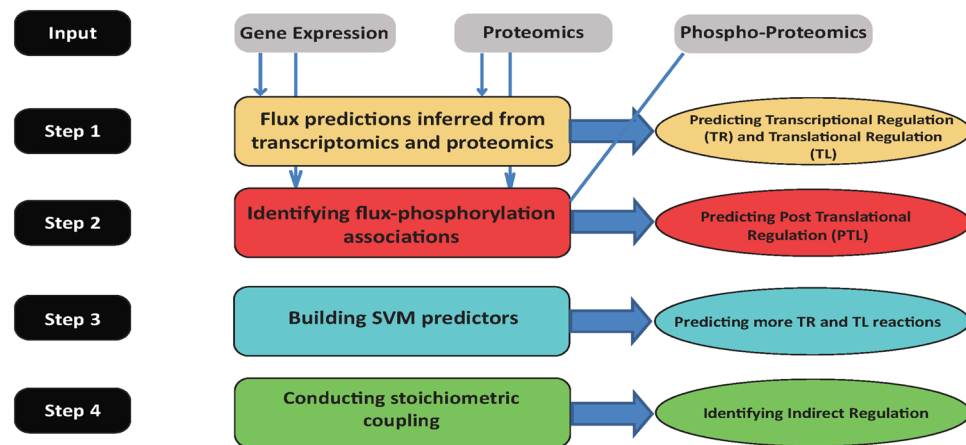 Input
Gene Expression
Proteomics
Phospho-Proteomics
Step 1
Flux predictions inferred from
transcriptomics and proteomics
Predicting Transcriptional Regulation
(TR) and Translational Regulation
(TL)
Step 2
Identifying flux-phosphorylation
associations
Predicting Post Translational
Regulation (PTL)
Step 3
Building SVM predictors
Predicting more TR and TL reactions
Step 4
Conducting stoichiometric
coupling
Identifying Indirect Regulation